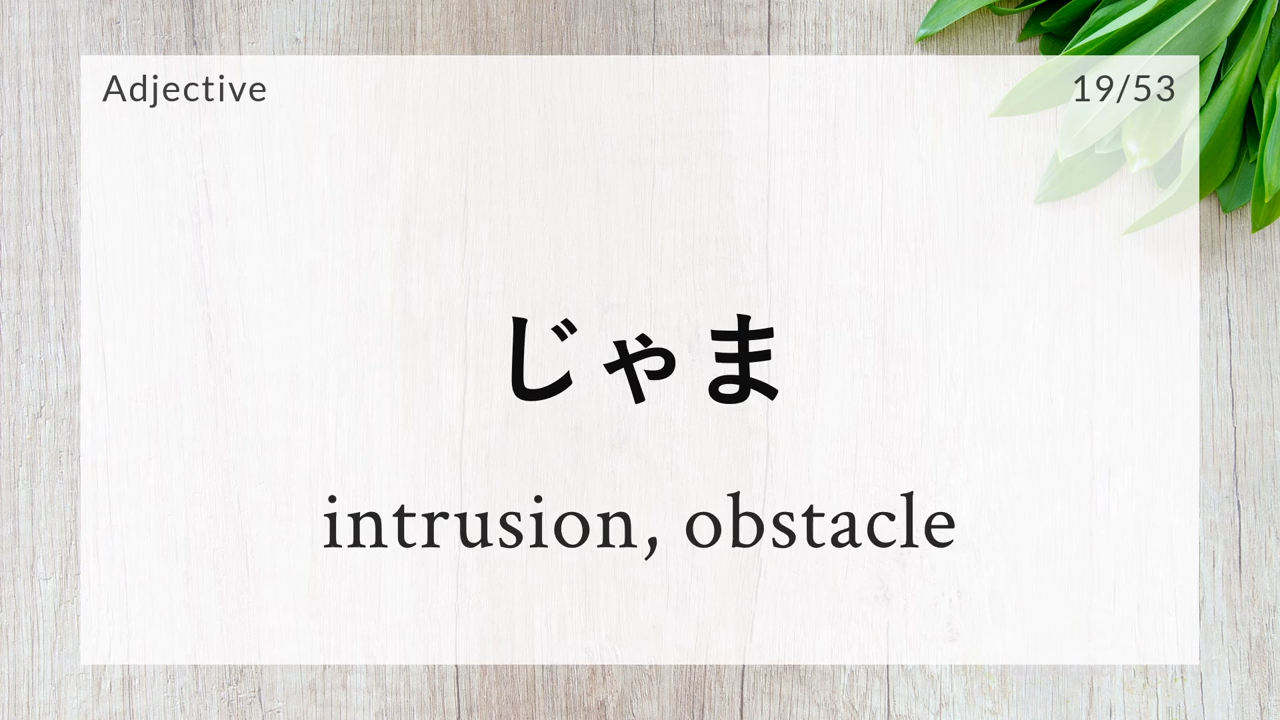 Adjective
19/53
じゃま
intrusion, obstacle